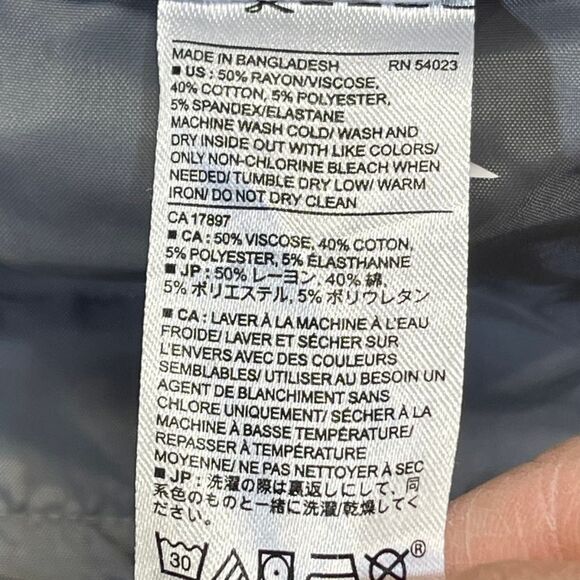 MADE IN BANGLADESH RN 54023
■ US : 50% RAYON/VISCOSE,
40% COTTON, 5% POLYESTER,
5% SPANDEX/ELASTANE
MACHINE WASH COLD/ WASH AND
DRY INSIDE OUT WITH LIKE COLORS/
ONLY NON-CHLORINE BLEACH WHEN
NEEDED/ TUMBLE DRY LOW/ WARM
IRON/ DO NOT DRY CLEAN
CA 17897
■ CA : 50% VISCOSE, 40% COTON,
5% POLYESTER, 5% ÉLASTHANNE
■ JP : 50% レーヨン, 40% 綿,
5% ポリエステル, 5% ポリウレタン
■ CA : LAVER À LA MACHINE À L'EAU
FROIDE/ LAVER ET SÉCHER SUR
L'ENVERS AVEC DES COULEURS
SEMBLABLES/ UTILISER AU BESOIN UN
AGENT DE BLANCHIMENT SANS
CHLORE UNIQUEMENT/ SÉCHER À LA
MACHINE À BASSE TEMPÉRATURE/
REPASSER À TEMPÉRATURE
MOYENNE/ NE PAS NETTOYER À SEC
■ JP : 洗濯の際は裏返しにして、同
系色のものと一緒に洗濯/乾燥してく
ださい。
30 ®